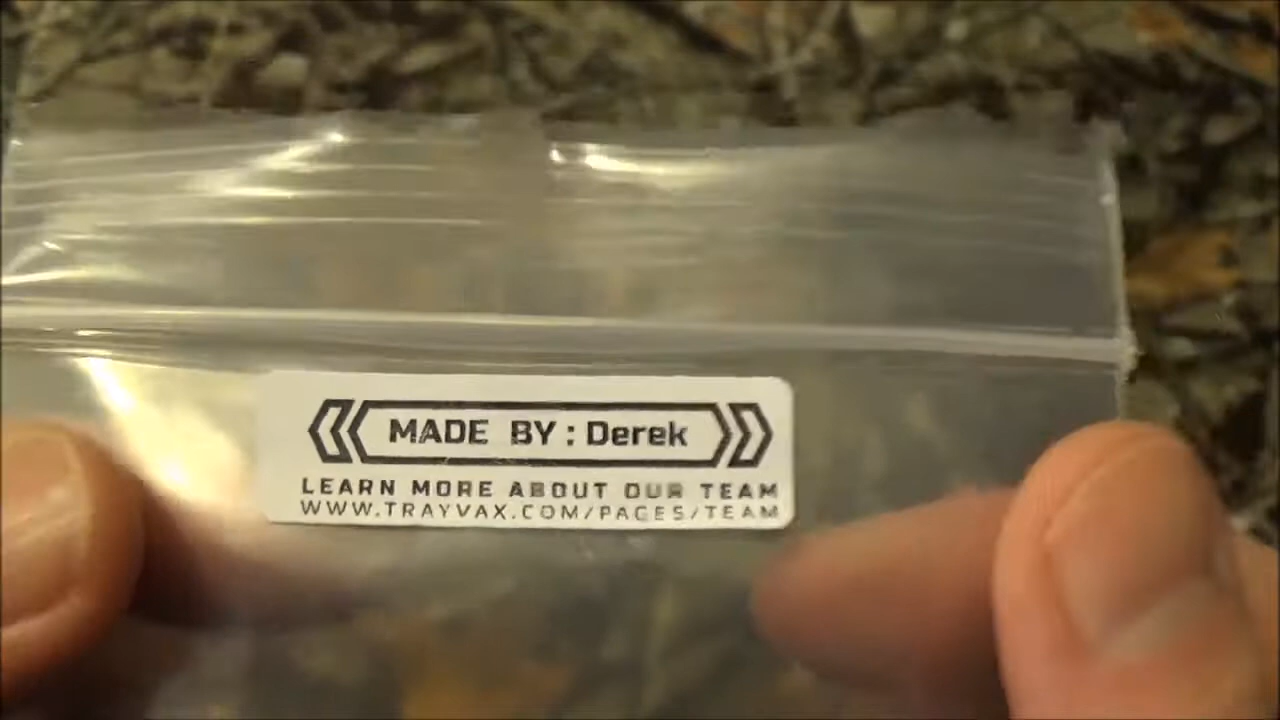 MADE BY : Derek
LEARN MORE ABOUT OUR TEAM
WWW.TRAYVAX.COM/PAGES/TEAM